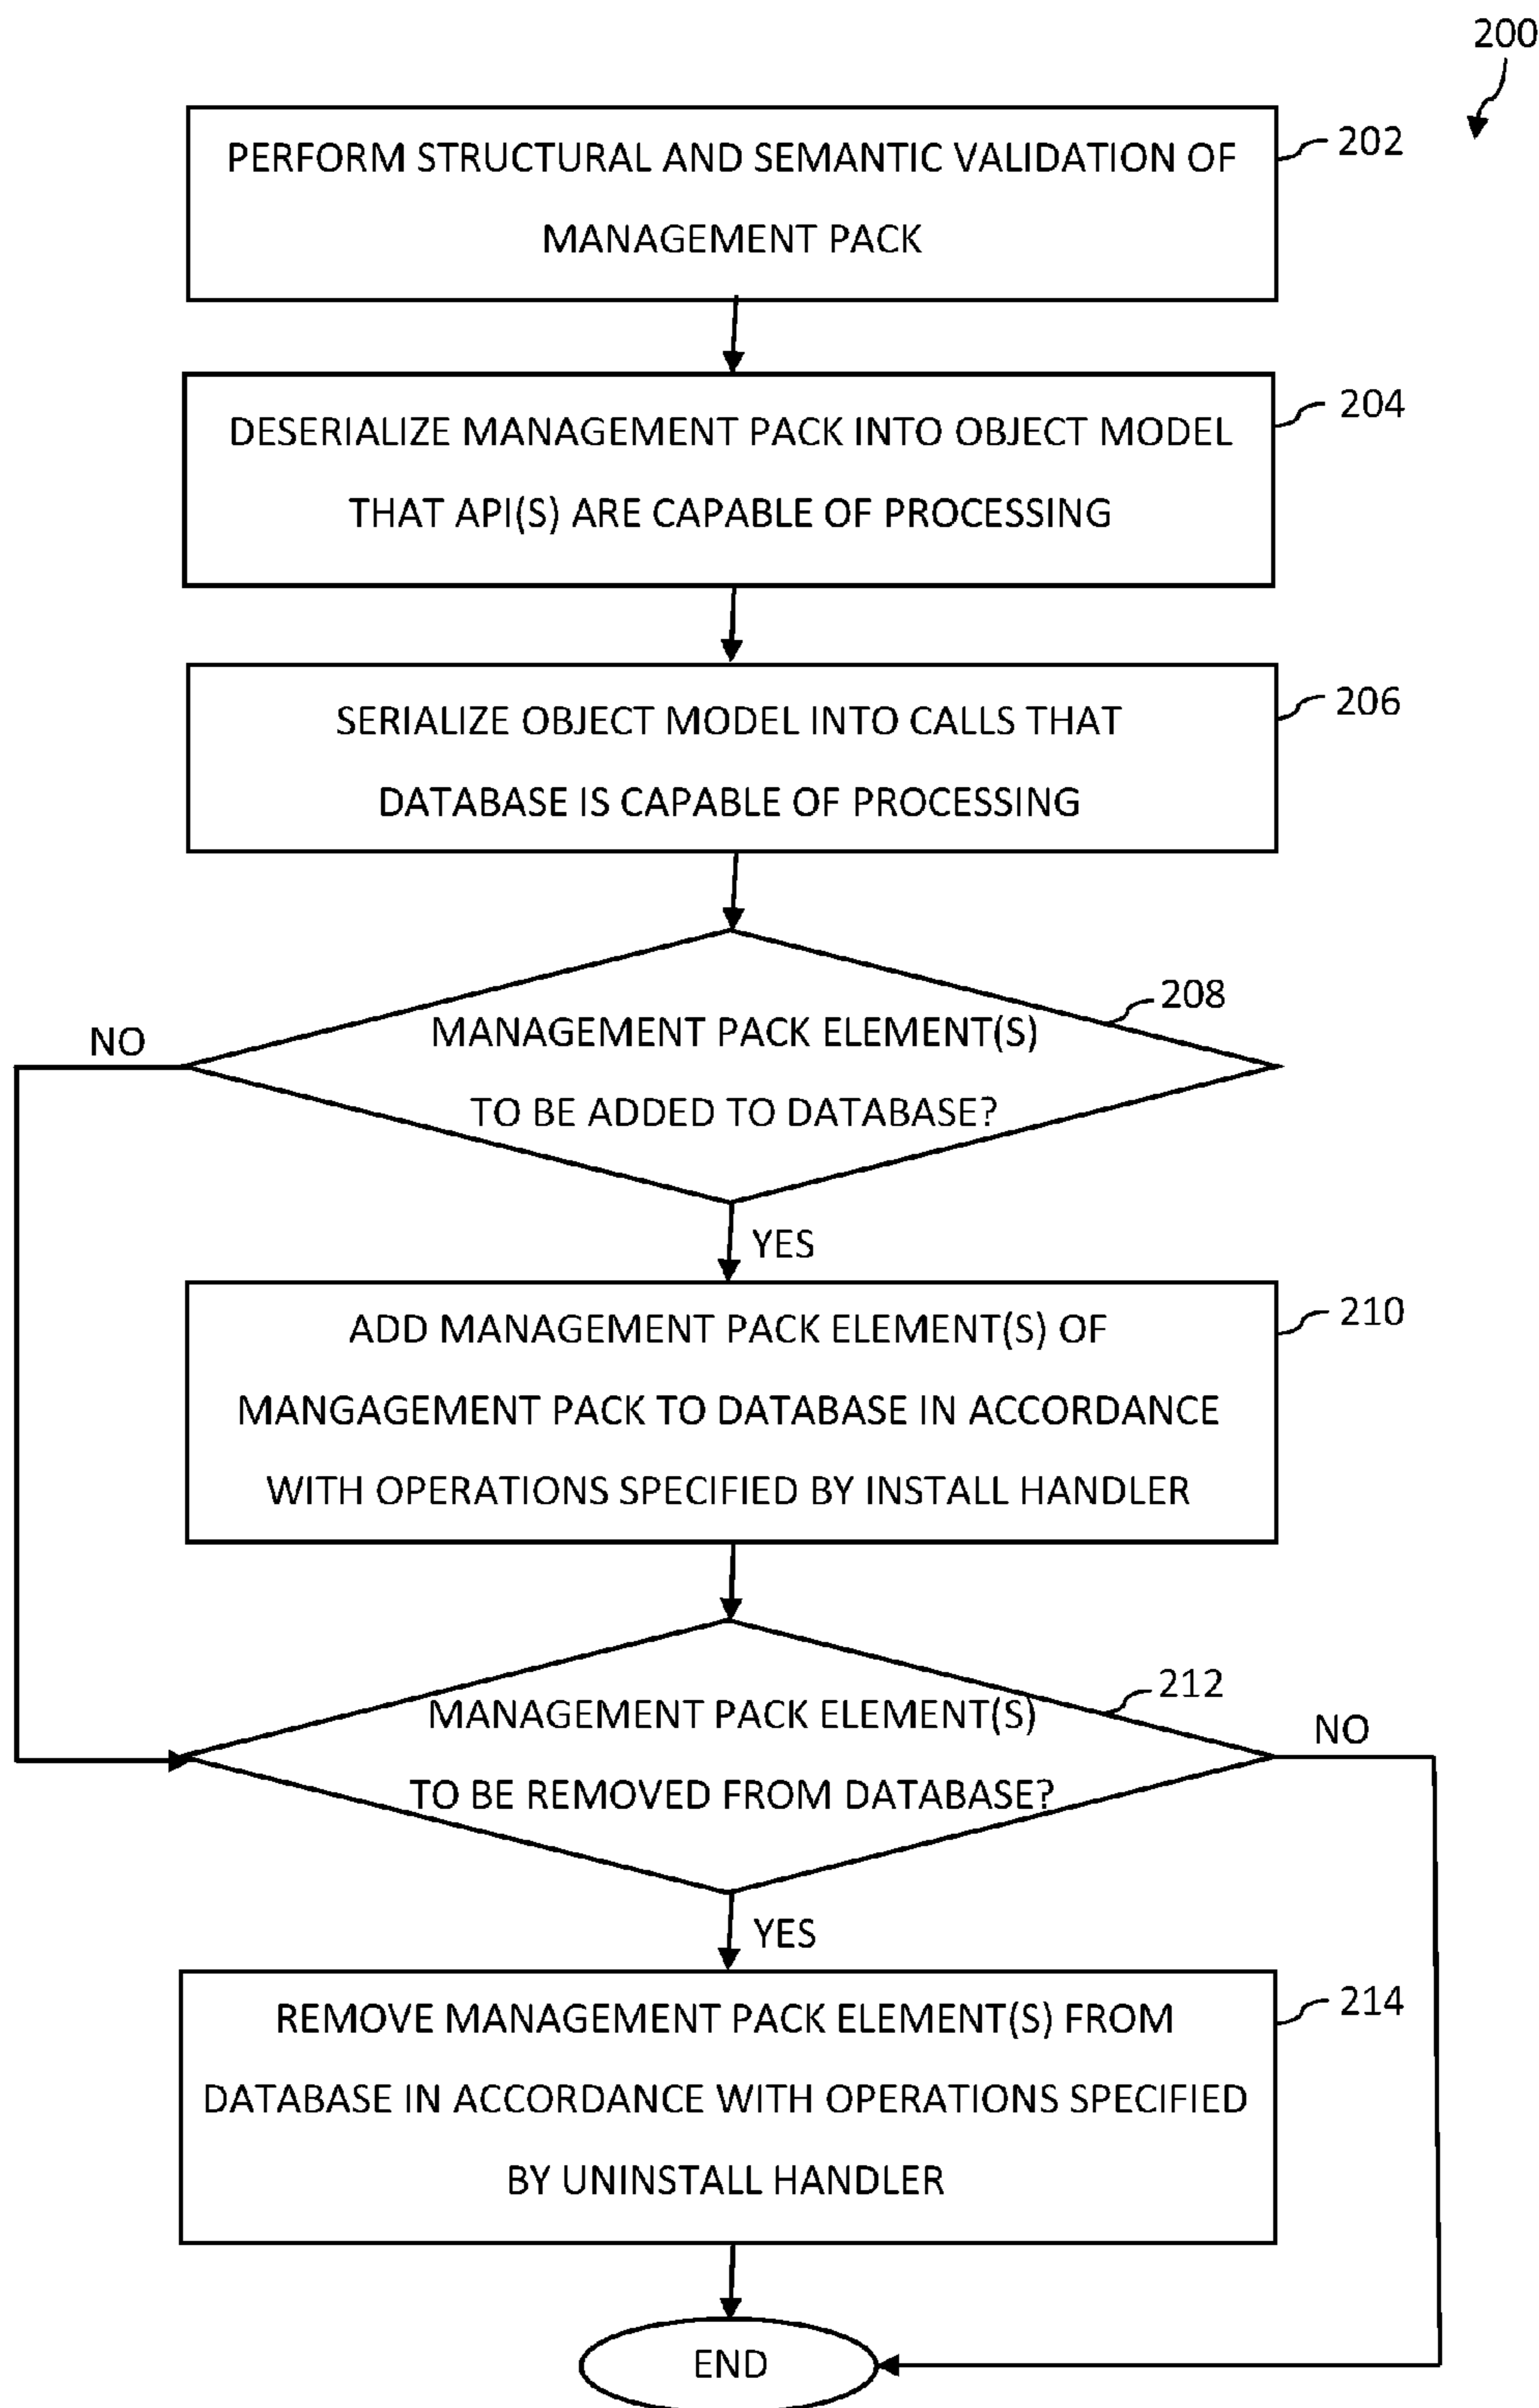 200
PERFORM STRUCTURAL AND SEMANTIC VALIDATION OF
MANAGEMENT PACK
202
DESERIALIZE MANAGEMENT PACK INTO OBJECT MODEL
THAT API(S) ARE CAPABLE OF PROCESSING
204
SERIALIZE OBJECT MODEL INTO CALLS THAT
DATABASE IS CAPABLE OF PROCESSING
206
MANAGEMENT PACK ELEMENT(S)
TO BE ADDED TO DATABASE?
208
NO
YES
ADD MANAGEMENT PACK ELEMENT(S) OF
MANGAGEMENT PACK TO DATABASE IN ACCORDANCE
WITH OPERATIONS SPECIFIED BY INSTALL HANDLER
210
MANAGEMENT PACK ELEMENT(S)
TO BE REMOVED FROM DATABASE?
212
NO
YES
REMOVE MANAGEMENT PACK ELEMENT(S) FROM
DATABASE IN ACCORDANCE WITH OPERATIONS SPECIFIED
BY UNINSTALL HANDLER
214
END